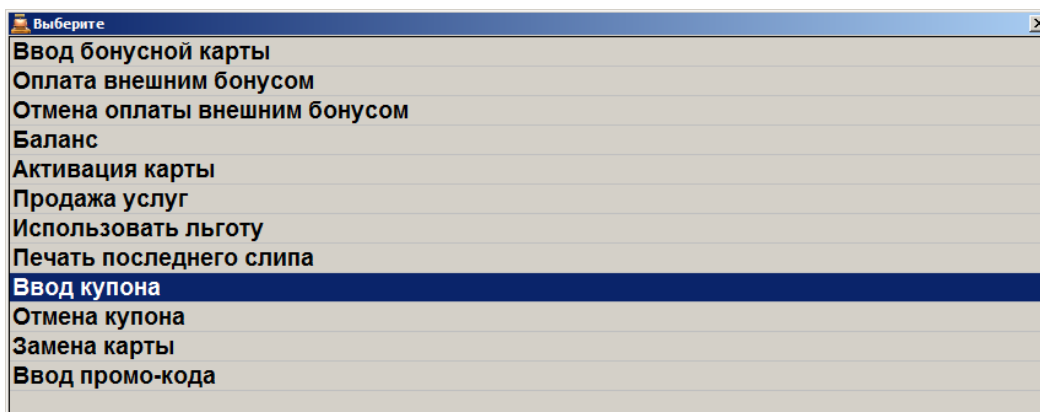 Выберите
Ввод бонусной карты
Оплата внешним бонусом
Отмена оплаты внешним бонусом
Баланс
Активация карты
Продажа услуг
Использовать льготу
Печать последнего слипа
Ввод купона
Отмена купона
Замена карты
Ввод промо-кода